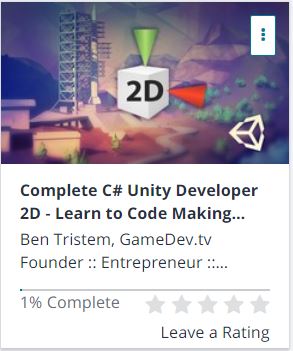 2D
Complete C# Unity Developer
2D - Learn to Code Making...
Ben Tristem, GameDev.tv
Founder :: Entrepreneur ::...
1% Complete
Leave a Rating